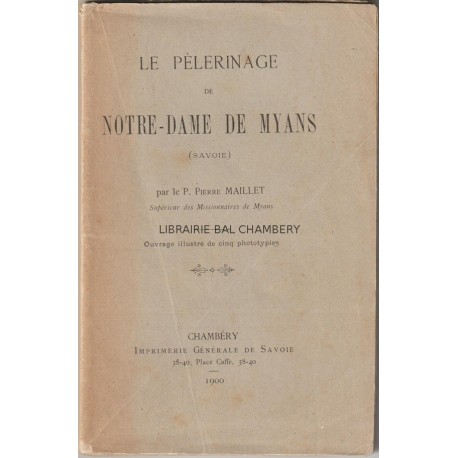 LE PÈLERINAGE
DE
NOTRE-DAME DE MYANS
(SAVOIE)
par le P. PIERRE MAILLET
Supérieur des Missionnaires de Myans
LIBRAIRIE BAL CHAMBERY
Ouvrage illustré de cinq phototypies
CHAMBÉRY
IMPRIMERIE GÉNÉRALE DE SAVOIE
38-40, Place Caffe, 38-40
1900